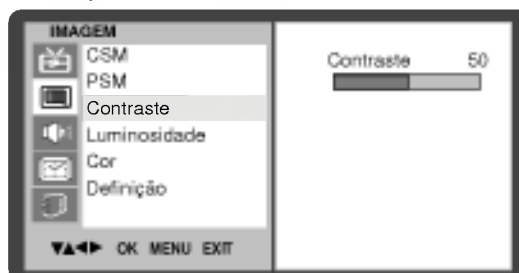 IMAGEM
CSM
PSM
Contraste
Luminosidade
Cor
Definição
▼▲◀▶ OK MENU EXIT
Contraste 50